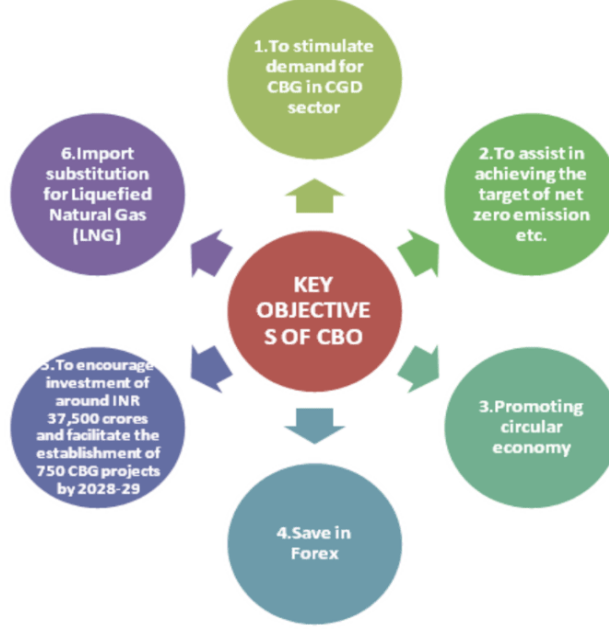 1.To stimulate
demand for
CBG in CGD
sector
2.To assist in
achieving the
target of net
zero emission
etc.
3.Promoting
circular
economy
4.Save in
Forex
5.To encourage
investment of
around INR
37,500 crores
and facilitate the
establishment of
750 CBG projects
by 2028-29
6.Import
substitution
for Liquefied
Natural Gas
(LNG)
KEY
OBJECTIVE
S OF CBO